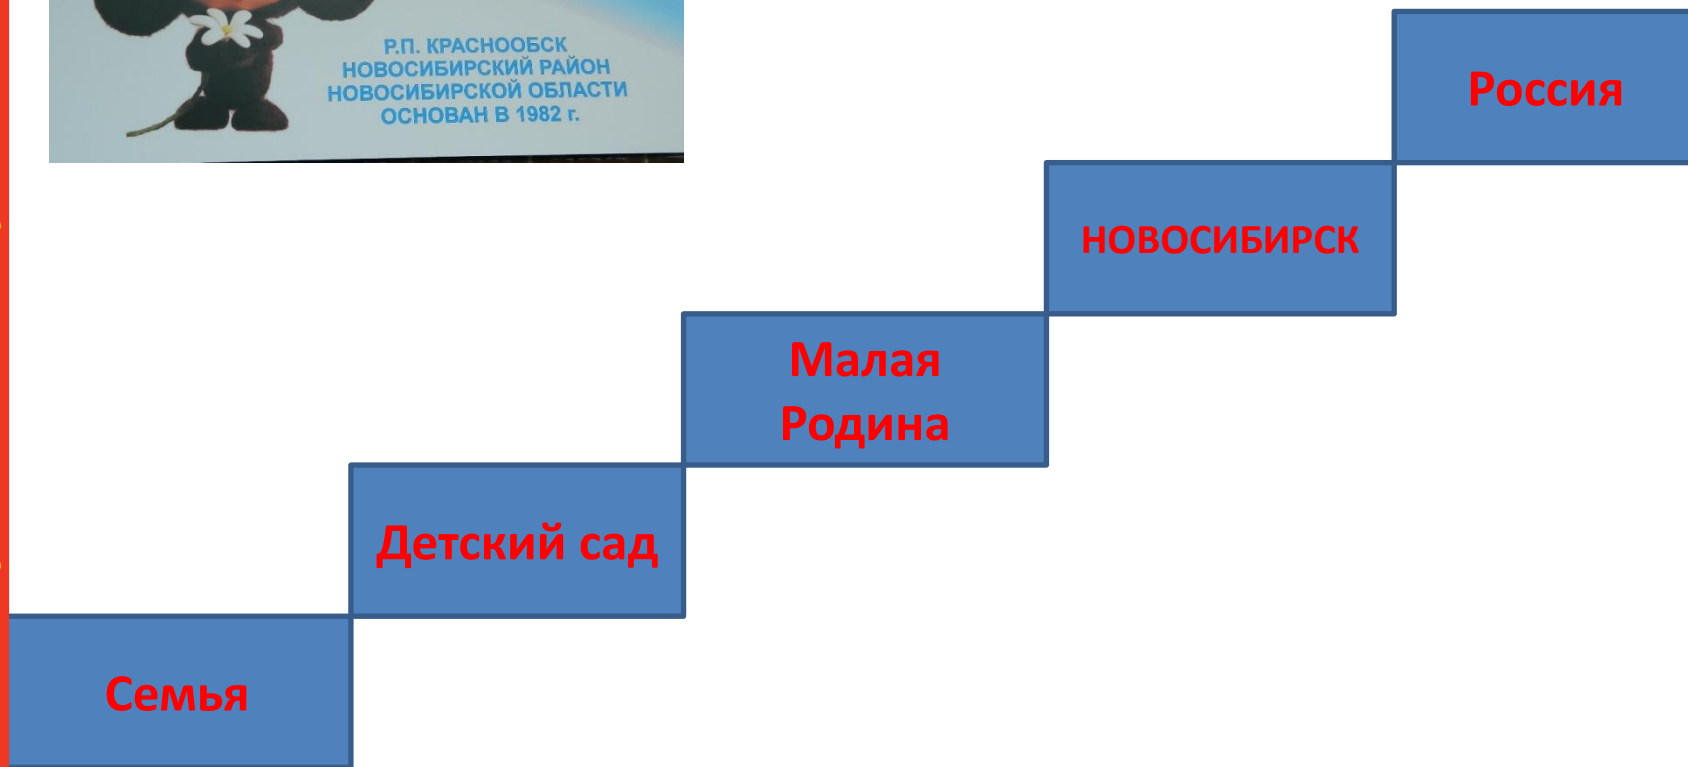 Р.П. КРАСНООБСК
НОВОСИБИРСКИЙ РАЙОН
НОВОСИБИРСКОЙ ОБЛАСТИ
ОСНОВАН В 1982 г.
Россия
НОВОСИБИРСК
Малая
Родина
Детский сад
Семья